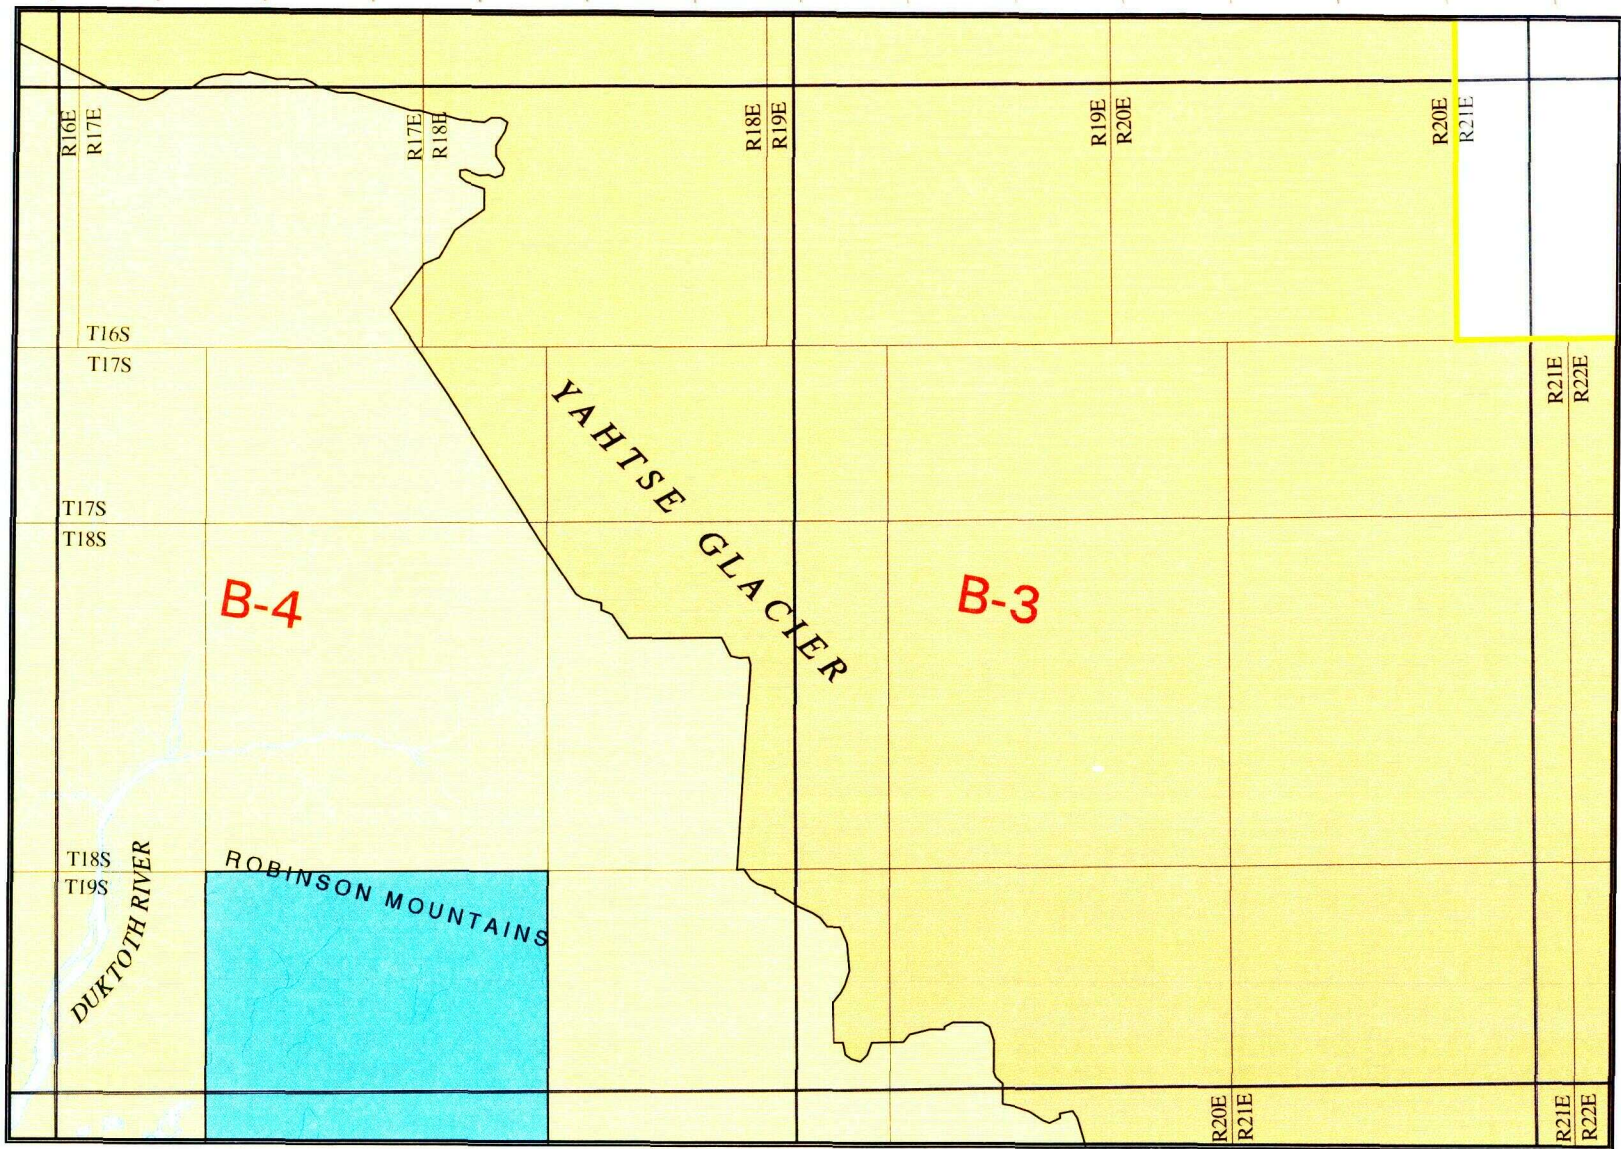 R16E
R17E
R17E
R18E
R18E
R19E
R19E
R20E
R20E
R21E
T16S
T17S
R21E
R22E
YAHTSE GLACIER
T17S
T18S
B-4
B-3
T18S
T19S
ROBINSON MOUNTAINS
DUKTOTH RIVER
R20E
R21E
R21E
R22E